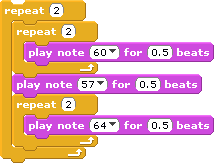 repeat 2
repeat 2
play note 60 for 0.5 beats
play note 57 for 0.5 beats
repeat 2
play note 64 for 0.5 beats